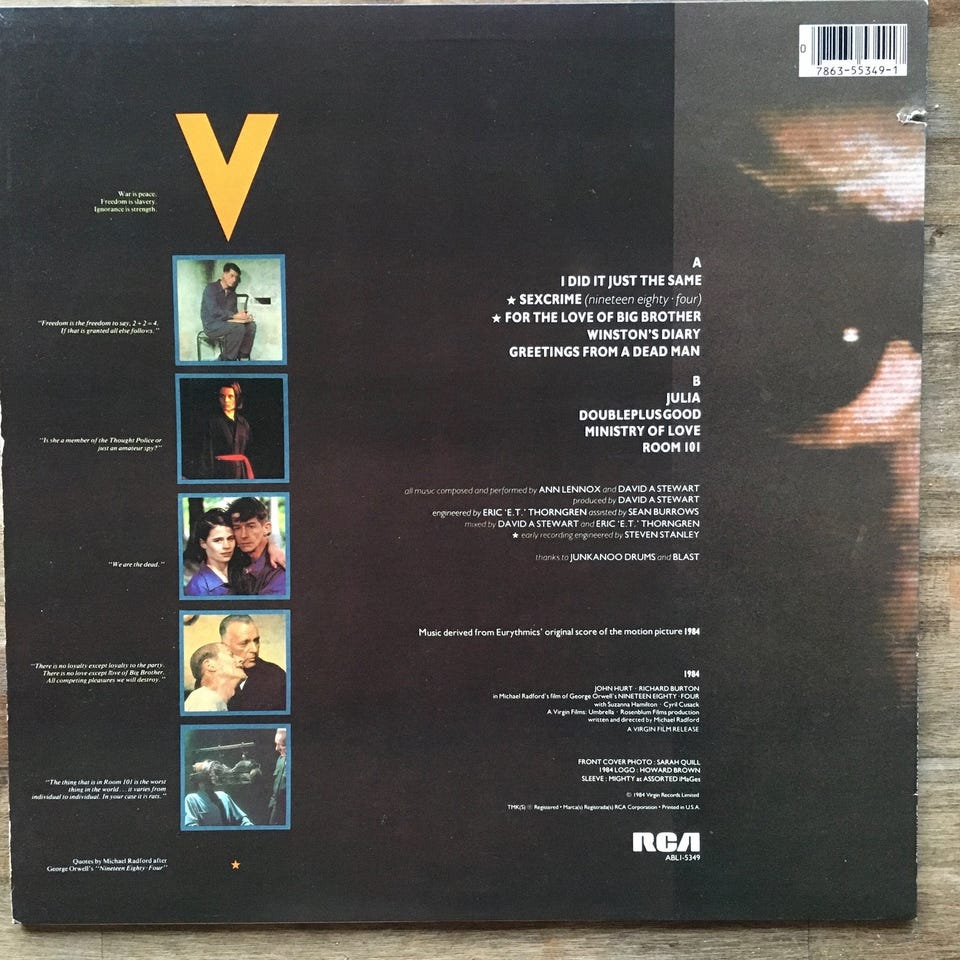 0
7863-55349-1
V
War is peace.
Freedom is slavery.
Ignorance is strength.
"Freedom is the freedom to say, 2 + 2 = 4.
If that is granted all else follows."
"Is she a member of the Thought Police or
just an amateur spy?"
"We are the dead."
"There is no loyalty except loyalty to the party.
There is no love except love of Big Brother.
All competing pleasures we will destroy."
"The thing that is in Room 101 is the worst
thing in the world . . . it varies from
individual to individual. In your case it is rats."
Quotes by Michael Radford after
George Orwell's "Nineteen Eighty·Four"
A
I DID IT JUST THE SAME
★ SEXCRIME (nineteen eighty·four)
★ FOR THE LOVE OF BIG BROTHER
WINSTON'S DIARY
GREETINGS FROM A DEAD MAN
B
JULIA
DOUBLEPLUSGOOD
MINISTRY OF LOVE
ROOM 101
all music composed and performed by ANN LENNOX and DAVID A STEWART
produced by DAVID A STEWART
engineered by ERIC 'E.T.' THORNGREN assisted by SEAN BURROWS
mixed by DAVID A STEWART and ERIC 'E.T.' THORNGREN
★ early recording engineered by STEVEN STANLEY
thanks to JUNKANOO DRUMS and BLAST
Music derived from Eurythmics' original score of the motion picture 1984
1984
JOHN HURT · RICHARD BURTON
in Michael Radford's film of George Orwell's NINETEEN EIGHTY·FOUR
with Suzanna Hamilton · Cyril Cusack
A Virgin Films: Umbrella · Rosenblum Films production
written and directed by Michael Radford
A VIRGIN FILM RELEASE
FRONT COVER PHOTO : SARAH QUILL
1984 LOGO : HOWARD BROWN
SLEEVE ; MIGHTY at ASSORTED iMaGes
© 1984 Virgin Records Limited
TMK(S) ® Registered • Marca(s) Registrada(s) RCA Corporation • Printed in U.S.A.
RCA
ABL1-5349